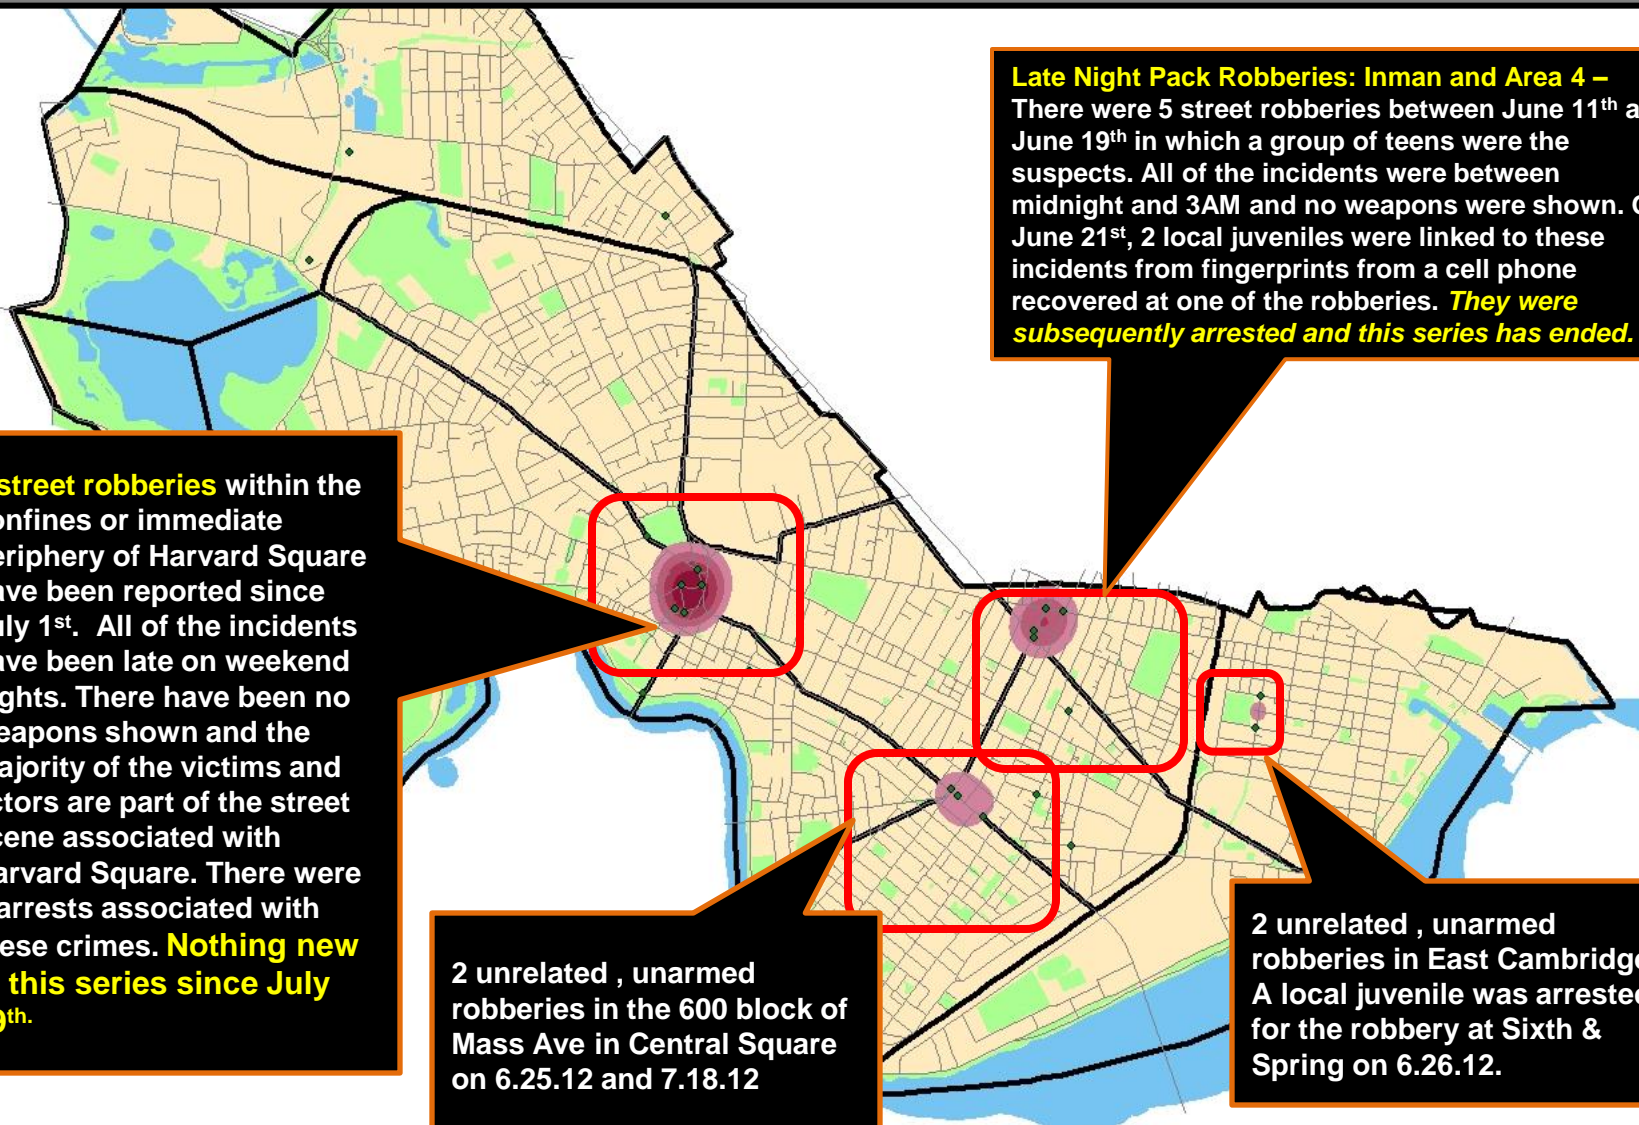 Late Night Pack Robberies: Inman and Area 4 –
There were 5 street robberies between June 11th a
June 19th in which a group of teens were the
suspects. All of the incidents were between
midnight and 3AM and no weapons were shown.
June 21st, 2 local juveniles were linked to these
incidents from fingerprints from a cell phone
recovered at one of the robberies. They were
subsequently arrested and this series has ended.
street robberies within the
onfines or immediate
eriphery of Harvard Square
ave been reported since
uly 1st. All of the incidents
ave been late on weekend
ights. There have been no
eapons shown and the
ajority of the victims and
ctors are part of the street
cene associated with
arvard Square. There were
arrests associated with
ese crimes. Nothing new
this series since July
9th.
2 unrelated , unarmed
robberies in the 600 block of
Mass Ave in Central Square
on 6.25.12 and 7.18.12
2 unrelated , unarmed
robberies in East Cambridge
A local juvenile was arrested
for the robbery at Sixth &
Spring on 6.26.12.